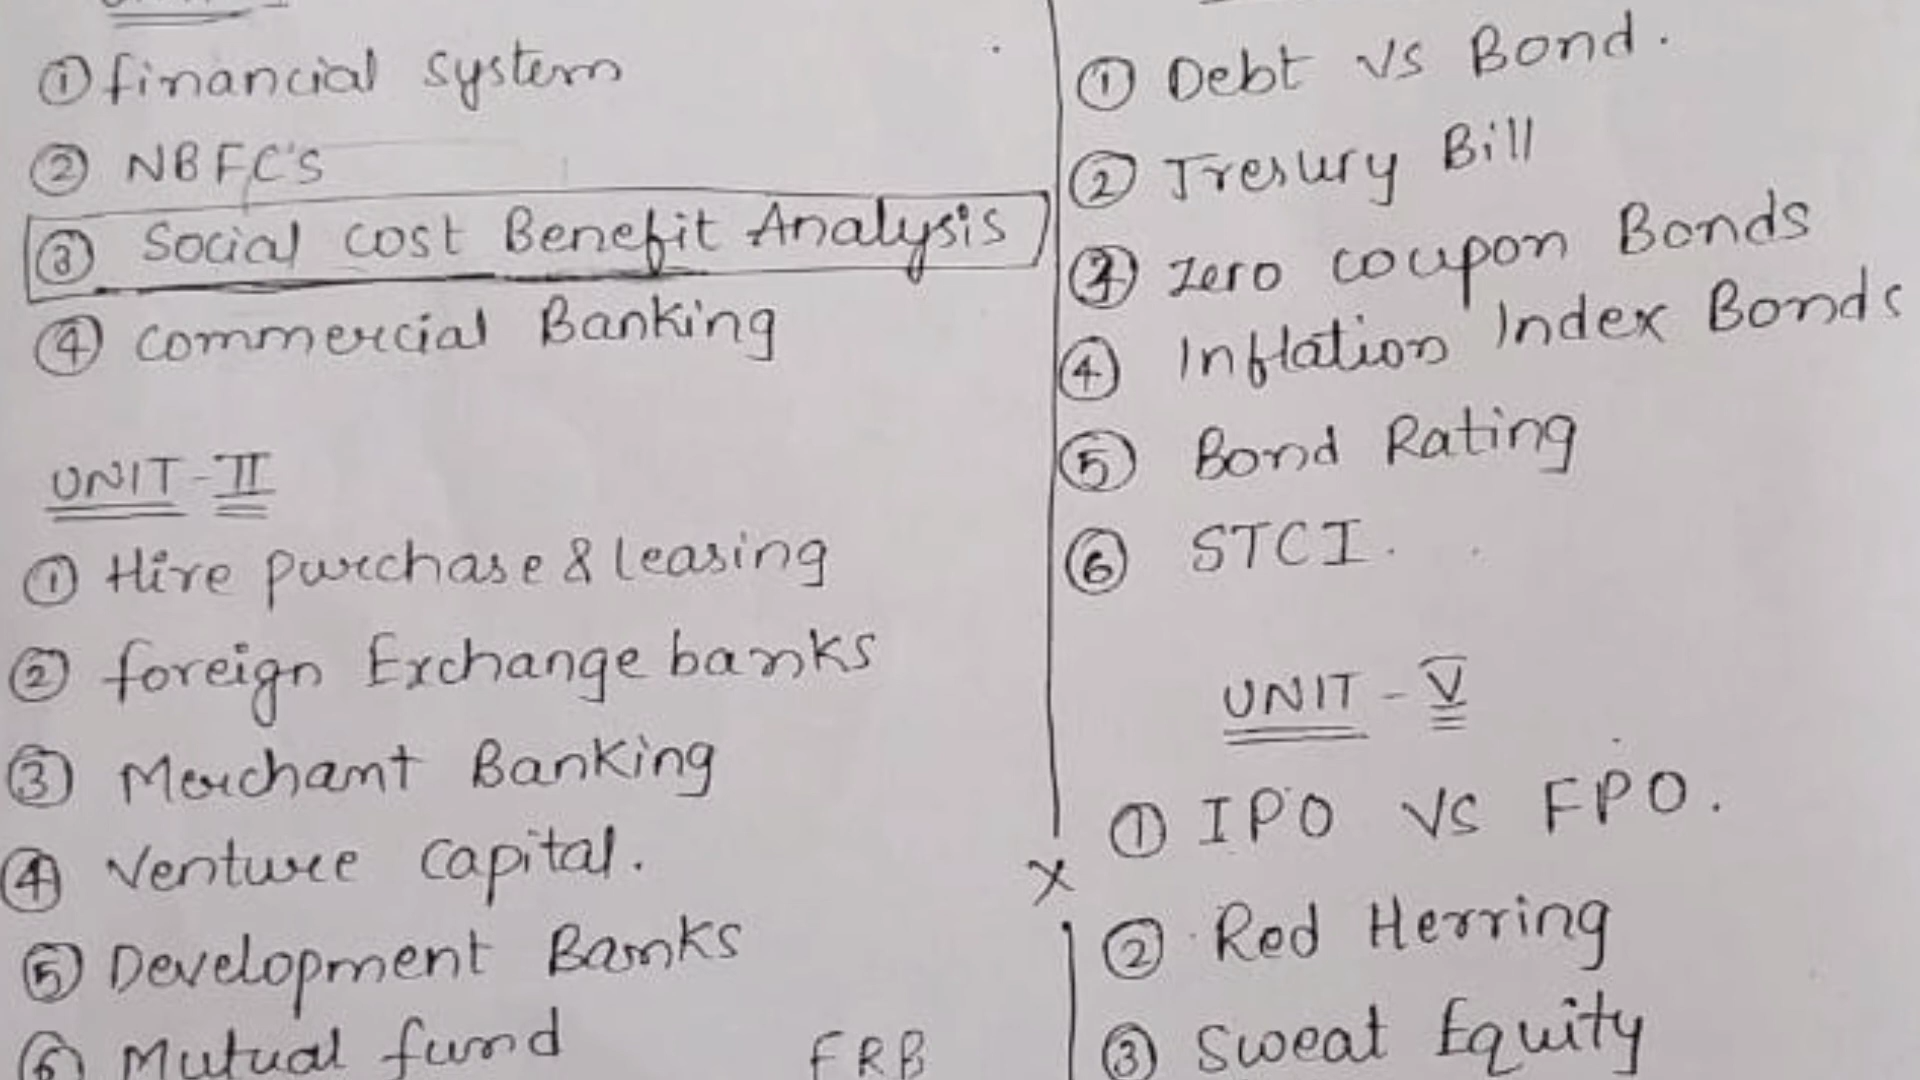 ① financial system
② NBFC'S
③ Social cost Benefit Analysis
④ commercial Banking
UNIT-II
① Hire purchase & leasing
② foreign Exchange banks
③ Merchant Banking
④ Venture capital.
⑤ Development Banks
⑥ Mutual fund
FRB
① Debt vs Bond.
② Tresury Bill
③ zero coupon Bonds
④ Inflation Index Bonds
⑤ Bond Rating
⑥ STCI.
UNIT-V
① IPO VS FPO.
② Red Herring
③ Sweat Equity